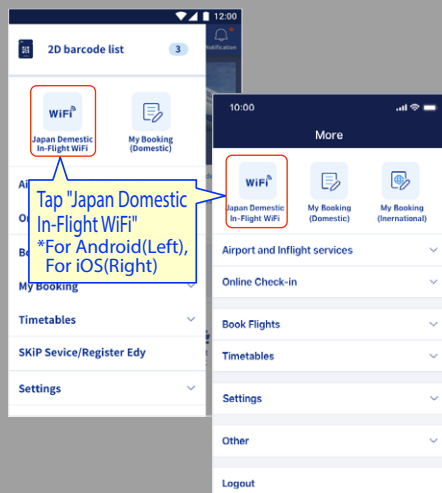 12:00
2D barcode list
3
Notification
WiFi
Japan Demestic
In-Flight WiFi
My Booking
(Domestic)
Tap "Japan Domestic
In-Flight WiFi"
*For Android(Left),
For iOS(Right)
My Booking
Timetables
SKiP Sevice/Register Edy
Settings
10:00
More
WiFi
Japan Demestic
In-Flight WiFi
My Booking
(Domestic)
My Booking
(Inernational)
Airport and Inflight services
Online Check-in
Book Flights
Timetables
Settings
Other
Logout